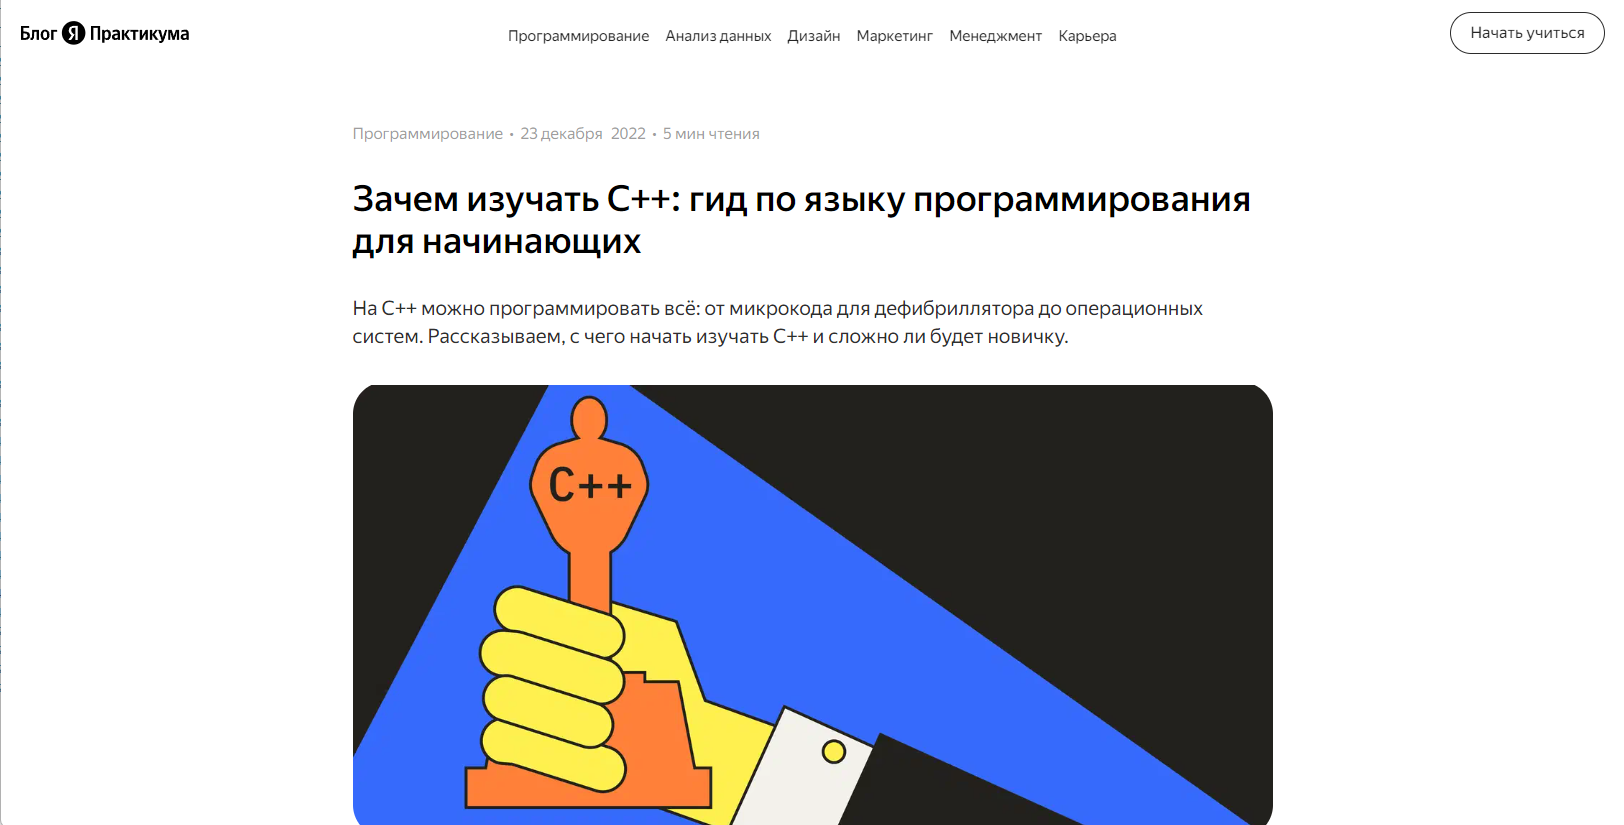 Блог Я Практикума
Программирование Анализ данных Дизайн Маркетинг Менеджмент Карьера
Начать учиться
Программирование • 23 декабря 2022 • 5 мин чтения
Зачем изучать C++: гид по языку программирования
для начинающих
На C++ можно программировать всё: от микрокода для дефибриллятора до операционных
систем. Рассказываем, с чего начать изучать C++ и сложно ли будет новичку.
C++